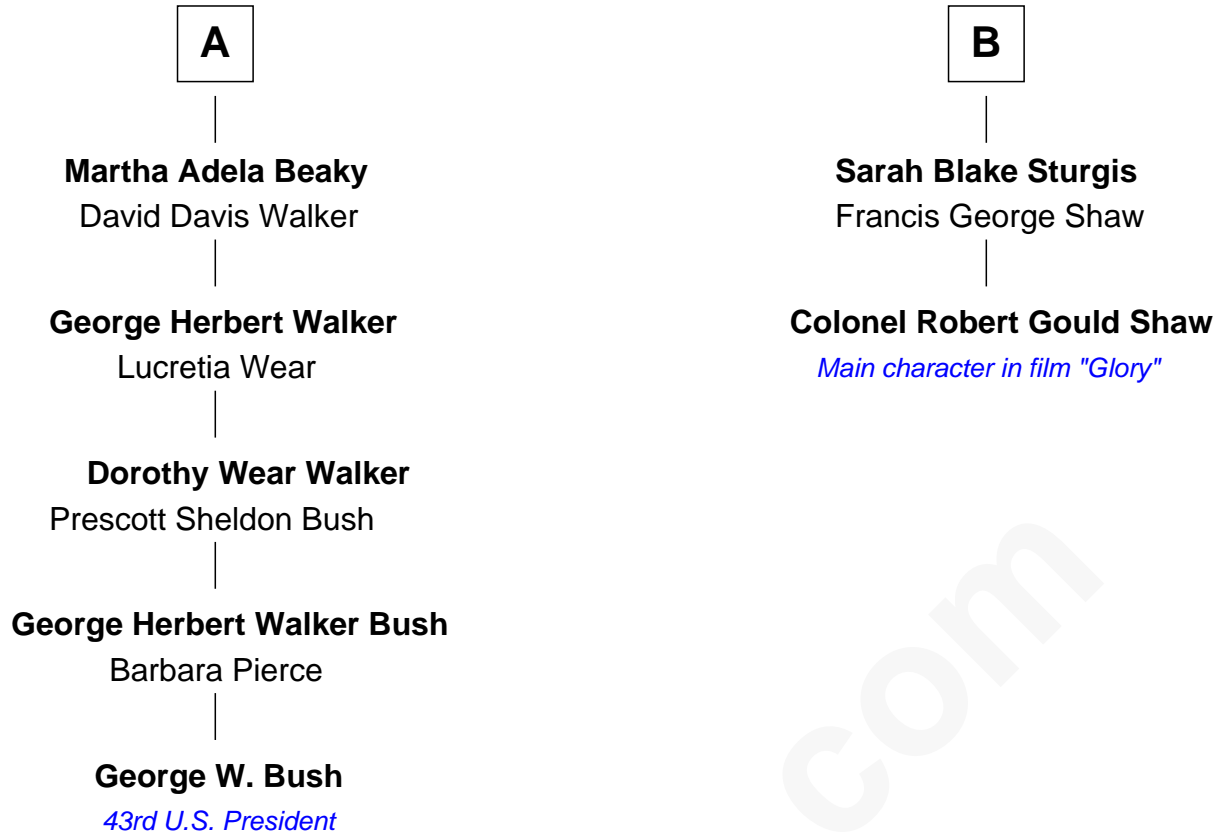 A
Martha Adela Beaky
David Davis Walker
George Herbert Walker
Lucretia Wear
Dorothy Wear Walker
Prescott Sheldon Bush
George Herbert Walker Bush
Barbara Pierce
George W. Bush
43rd U.S. President
B
Sarah Blake Sturgis
Francis George Shaw
Colonel Robert Gould Shaw
Main character in film "Glory"
com